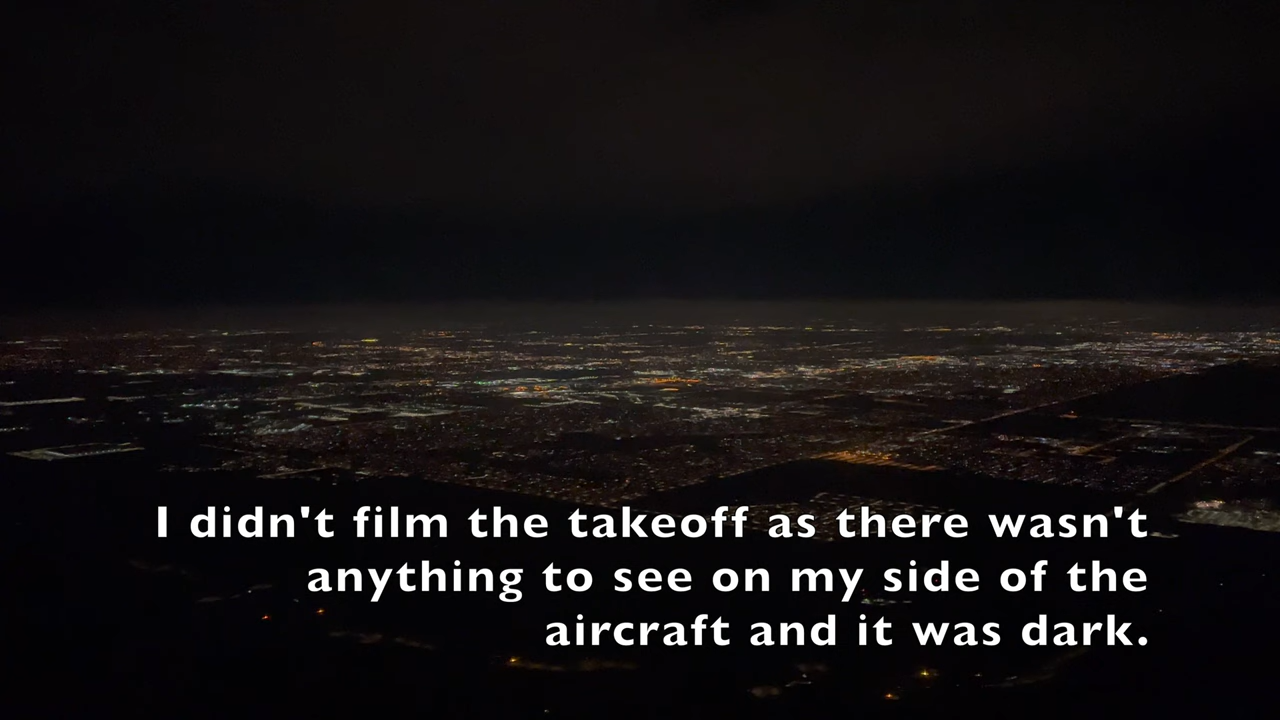 I didn't film the takeoff as there wasn't
anything to see on my side of the
aircraft and it was dark.